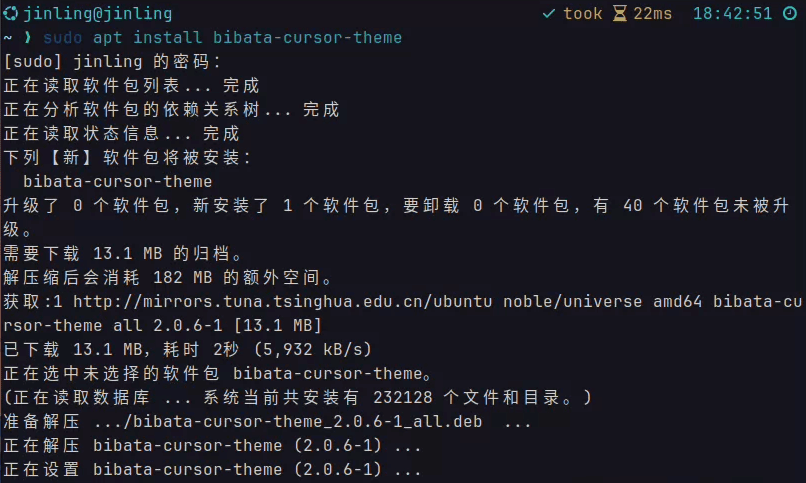 jinling@jinling took 22ms 18:42:51
~ ❯ sudo apt install bibata-cursor-theme
[sudo] jinling 的密码:
正在读取软件包列表... 完成
正在分析软件包的依赖关系树... 完成
正在读取状态信息... 完成
下列【新】软件包将被安装:
bibata-cursor-theme
升级了 0 个软件包，新安装了 1 个软件包，要卸载 0 个软件包，有 40 个软件包未被升
级。
需要下载 13.1 MB 的归档。
解压缩后会消耗 182 MB 的额外空间。
获取:1 http://mirrors.tuna.tsinghua.edu.cn/ubuntu noble/universe amd64 bibata-cu
rsor-theme all 2.0.6-1 [13.1 MB]
已下载 13.1 MB，耗时 2秒 (5,932 kB/s)
正在选中未选择的软件包 bibata-cursor-theme。
(正在读取数据库 ... 系统当前共安装有 232128 个文件和目录。)
准备解压 .../bibata-cursor-theme_2.0.6-1_all.deb  ...
正在解压 bibata-cursor-theme (2.0.6-1) ...
正在设置 bibata-cursor-theme (2.0.6-1) ...